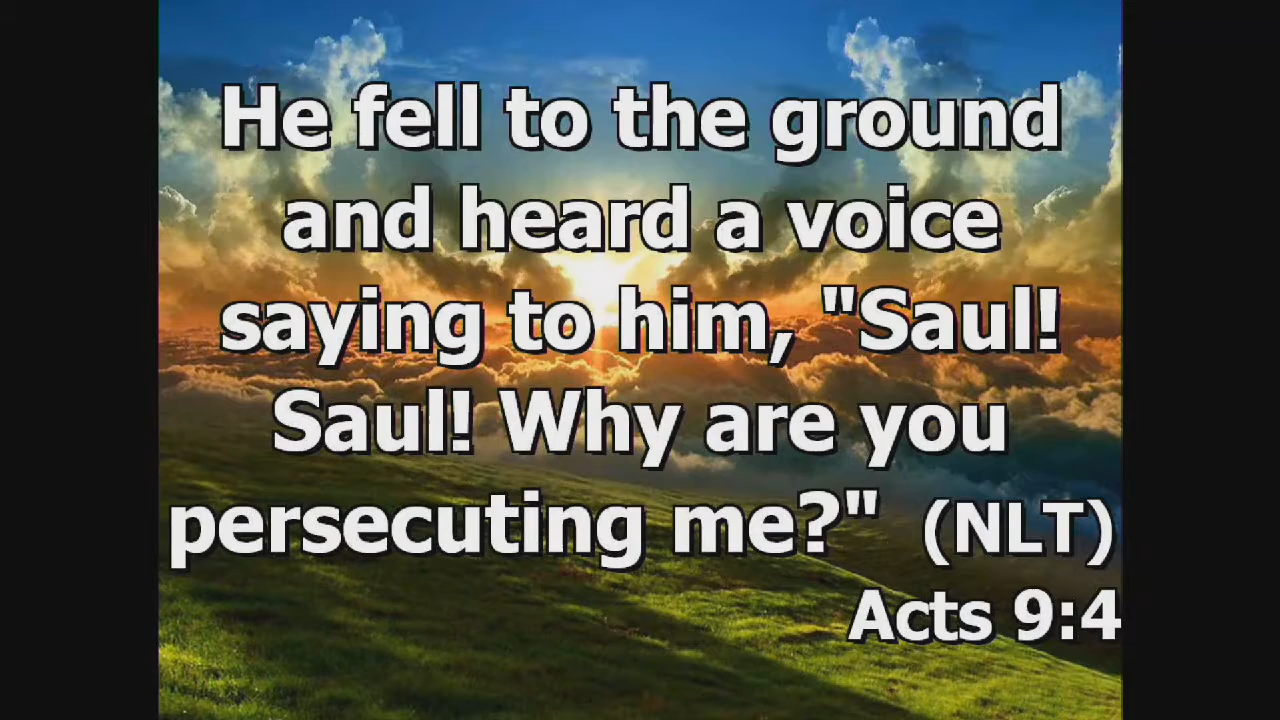 He fell to the ground
and heard a voice
saying to him, "Saul!
Saul! Why are you
persecuting me?" (NLT)
Acts 9:4